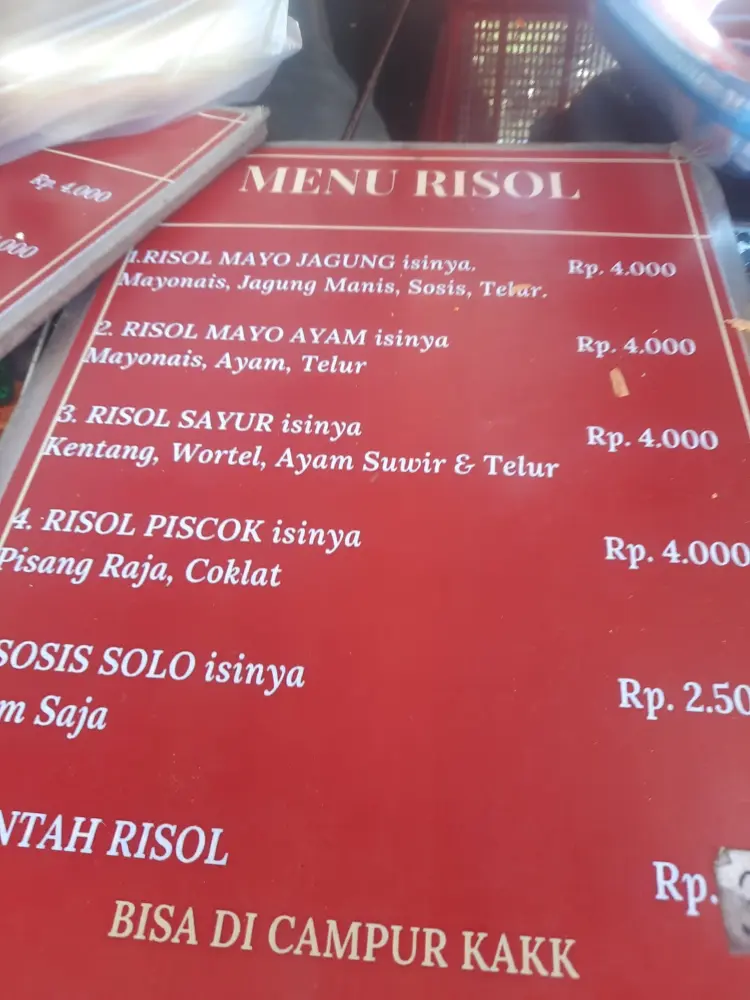 Rp. 4.000
MENU RISOL
1.RISOL MAYO JAGUNG isinya. Rp. 4.000
Mayonais, Jagung Manis, Sosis, Telur.
2. RISOL MAYO AYAM isinya Rp. 4.000
Mayonais, Ayam, Telur
3. RISOL SAYUR isinya Rp. 4.000
Kentang, Wortel, Ayam Suwir & Telur
4. RISOL PISCOK isinya Rp. 4.000
Pisang Raja, Coklat
SOSIS SOLO isinya Rp. 2.50
m Saja
NTAH RISOL Rp.
BISA DI CAMPUR KAKK